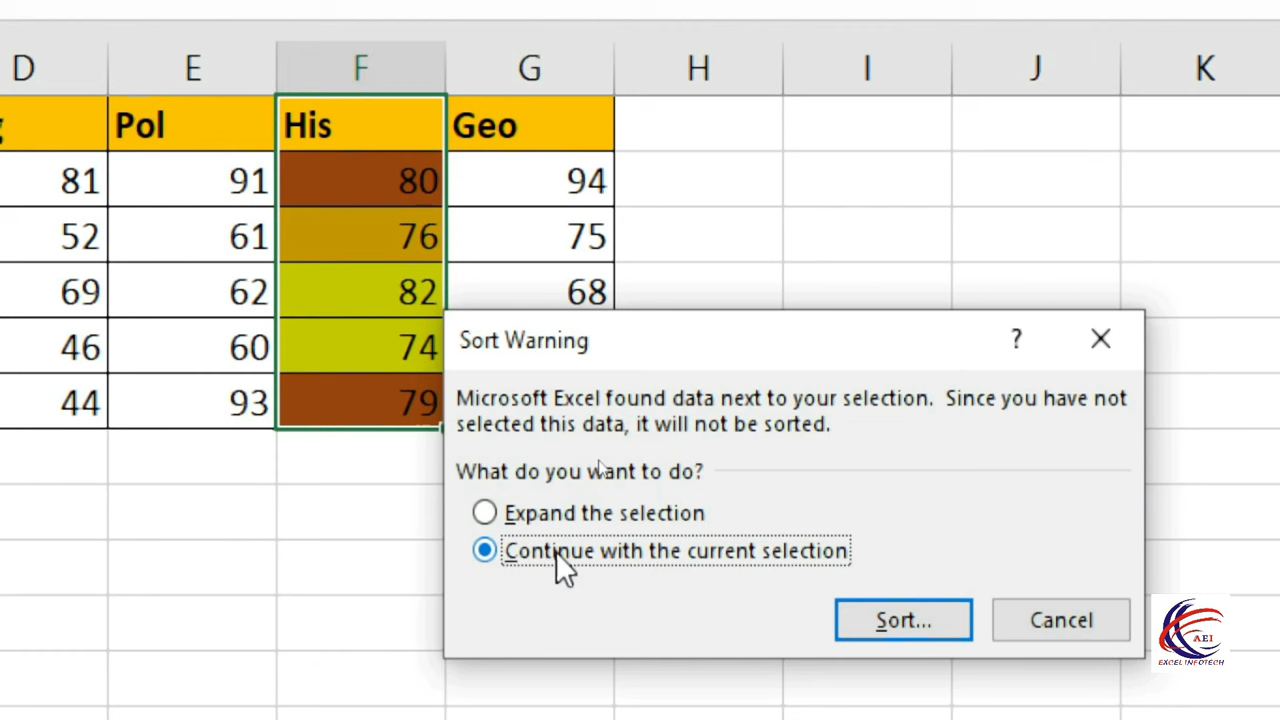 D E F G H I J K
Pol His Geo
81 91 80 94
52 61 76 75
69 62 82 68
46 60 74
44 93 79
Sort Warning ? ✕
Microsoft Excel found data next to your selection.  Since you have not
selected this data, it will not be sorted.
What do you want to do?
Expand the selection
Continue with the current selection
Sort... Cancel
AEI
EXCEL INFOTECH